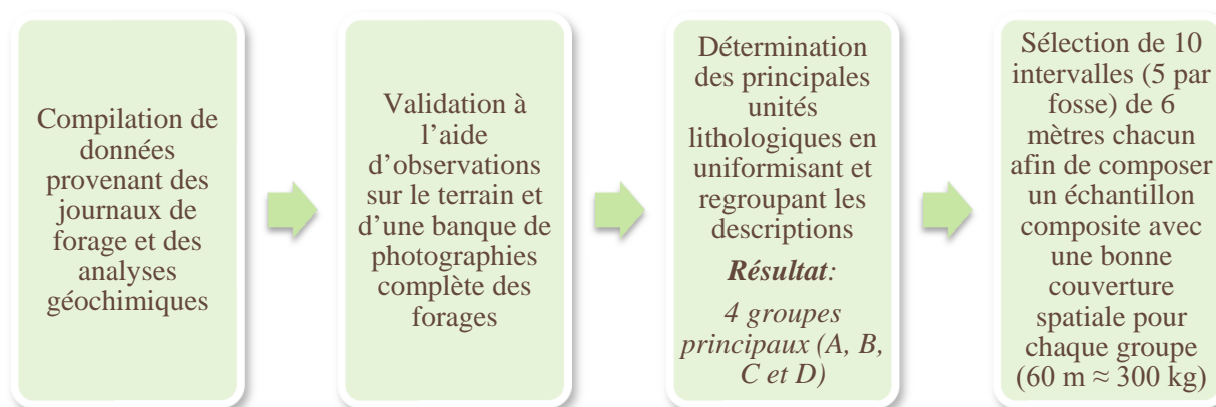 Compilation de
données
provenant des
journaux de
forage et des
analyses
géochimiques
Validation à
l'aide
d'observations
sur le terrain et
d'une banque de
photographies
complète des
forages
Détermination
des principales
unités
lithologiques en
uniformisant et
regroupant les
descriptions
Résultat:
4 groupes
principaux (A, B,
C et D)
Sélection de 10
intervalles (5 par
fosse) de 6
mètres chacun
afin de composer
un échantillon
composite avec
une bonne
couverture
spatiale pour
chaque groupe
(60 m ≈ 300 kg)